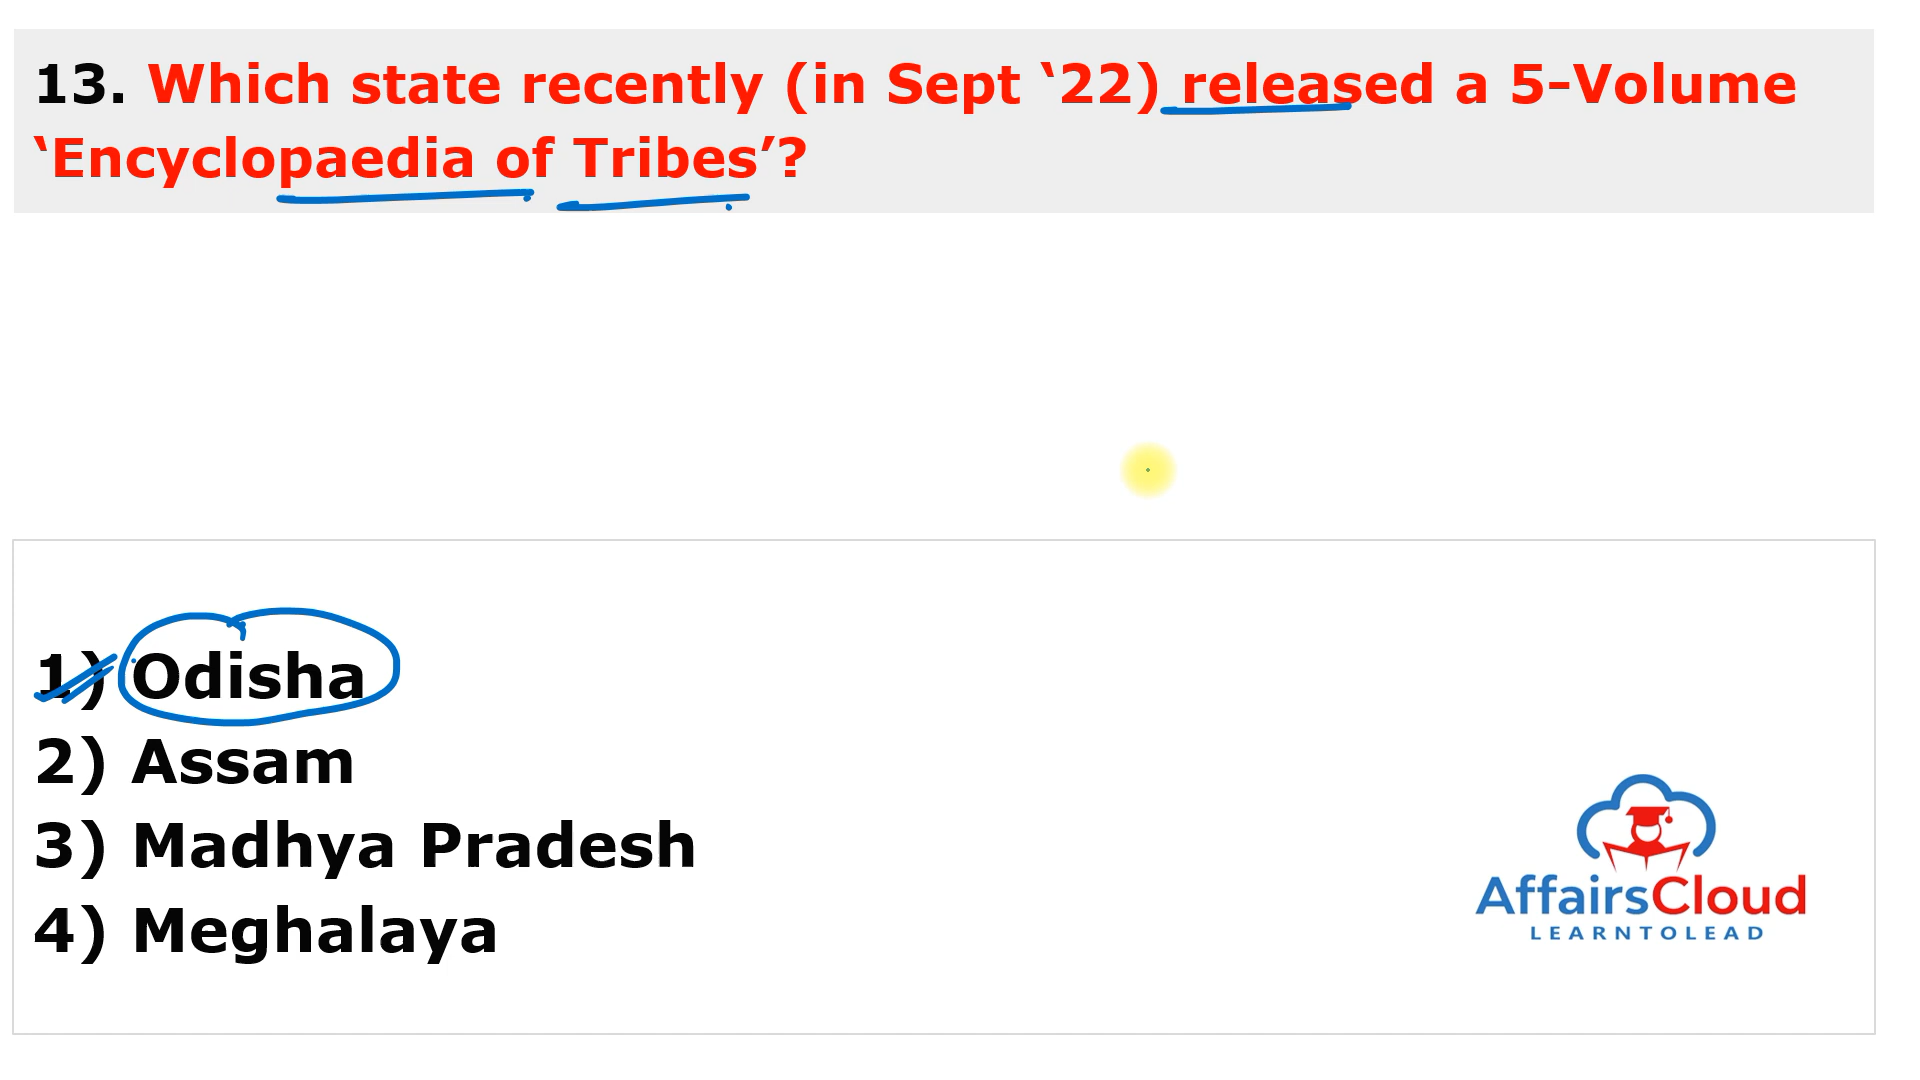 13. Which state recently (in Sept ‘22) released a 5-Volume
‘Encyclopaedia of Tribes’?
1) Odisha
2) Assam
3) Madhya Pradesh
4) Meghalaya
AffairsCloud
LEARNTOLEAD